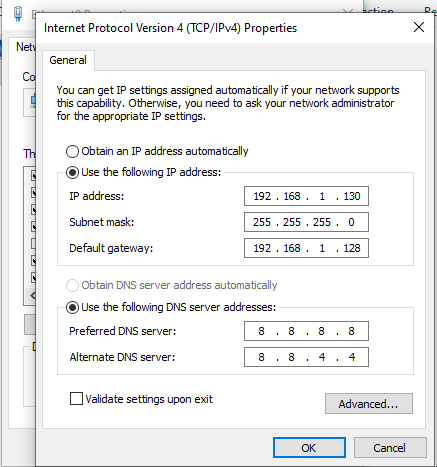 Internet Protocol Version 4 (TCP/IPv4) Properties
General
You can get IP settings assigned automatically if your network supports
this capability. Otherwise, you need to ask your network administrator
for the appropriate IP settings.
Obtain an IP address automatically
Use the following IP address:
IP address: 192 . 168 . 1 . 130
Subnet mask: 255 . 255 . 255 . 0
Default gateway: 192 . 168 . 1 . 128
Obtain DNS server address automatically
Use the following DNS server addresses:
Preferred DNS server: 8 . 8 . 8 . 8
Alternate DNS server: 8 . 8 . 4 . 4
Validate settings upon exit
Advanced...
OK Cancel